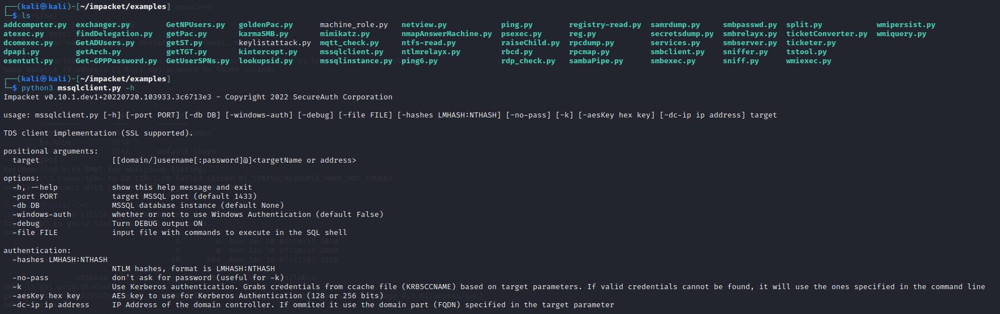 ┌──(kali㉿kali)-[~/impacket/examples]
└─$ ls
addcomputer.py exchanger.py GetNPUsers.py goldenPac.py machine_role.py netview.py ping.py registry-read.py samrdump.py smbpasswd.py split.py wmipersist.py
atexec.py findDelegation.py getPac.py karmaSMB.py mimikatz.py nmapAnswerMachine.py psexec.py reg.py secretsdump.py smbrelayx.py ticketConverter.py wmiquery.py
dcomexec.py GetADUsers.py getST.py keylistattack.py mqtt_check.py ntfs-read.py raiseChild.py rpcdump.py services.py smbserver.py ticketer.py
dpapi.py getArch.py getTGT.py kintercept.py mssqlclient.py ntlmrelayx.py rbcd.py rpcmap.py smbclient.py sniffer.py tstool.py
esentutl.py Get-GPPPassword.py GetUserSPNs.py lookupsid.py mssqlinstance.py ping6.py rdp_check.py sambaPipe.py smbexec.py sniff.py wmiexec.py
┌──(kali㉿kali)-[~/impacket/examples]
└─$ python3 mssqlclient.py -h
Impacket v0.10.1.dev1+20220720.103933.3c6713e3 - Copyright 2022 SecureAuth Corporation
usage: mssqlclient.py [-h] [-port PORT] [-db DB] [-windows-auth] [-debug] [-file FILE] [-hashes LMHASH:NTHASH] [-no-pass] [-k] [-aesKey hex key] [-dc-ip ip address] target
TDS client implementation (SSL supported).
positional arguments:
target [[domain/]username[:password]@]<targetName or address>
options:
-h, --help show this help message and exit
-port PORT target MSSQL port (default 1433)
-db DB MSSQL database instance (default None)
-windows-auth whether or not to use Windows Authentication (default False)
-debug Turn DEBUG output ON
-file FILE input file with commands to execute in the SQL shell
authentication:
-hashes LMHASH:NTHASH
NTLM hashes, format is LMHASH:NTHASH
-no-pass don't ask for password (useful for -k)
-k Use Kerberos authentication. Grabs credentials from ccache file (KRB5CCNAME) based on target parameters. If valid credentials cannot be found, it will use the ones specified in the command line
-aesKey hex key AES key to use for Kerberos Authentication (128 or 256 bits)
-dc-ip ip address IP Address of the domain controller. If ommited it use the domain part (FQDN) specified in the target parameter